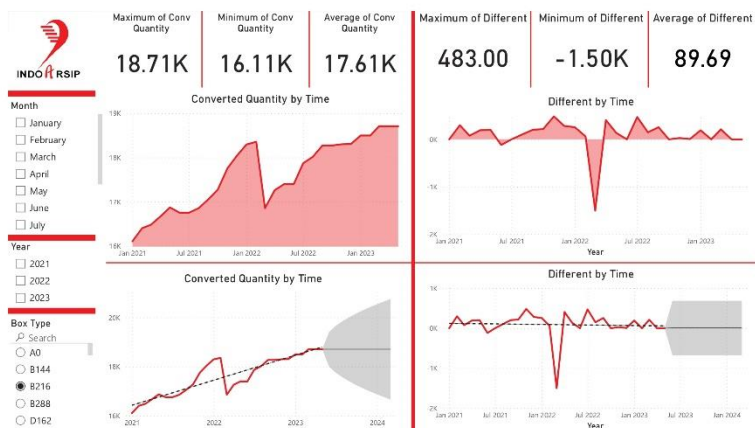 INDO A RSIP
Month
January
February
March
April
May
June
July
Year
2021
2022
2023
Box Type
Search
A0
B144
B216
B288
D162
Maximum of Conv
Quantity
18.71K
Minimum of Conv
Quantity
16.11K
Average of Conv
Quantity
17.61K
Maximum of Different
483.00
Minimum of Different
-1.50K
Average of Different
89.69
Converted Quantity by Time
19K
18K
17K
16K
Jan 2021
Jul 2021
Jan 2022
Jul 2022
Jan 2023
Different by Time
0K
-1K
-2K
Jan 2021
Jul 2021
Jan 2022
Jul 2022
Jan 2023
Year
Converted Quantity by Time
20K
18K
16K
2021
2022
2023
2024
Different by Time
1K
0K
-1K
-2K
Jan 2021
Jul 2021
Jan 2022
Jul 2022
Jan 2023
Jul 2023
Jan 2024
Year